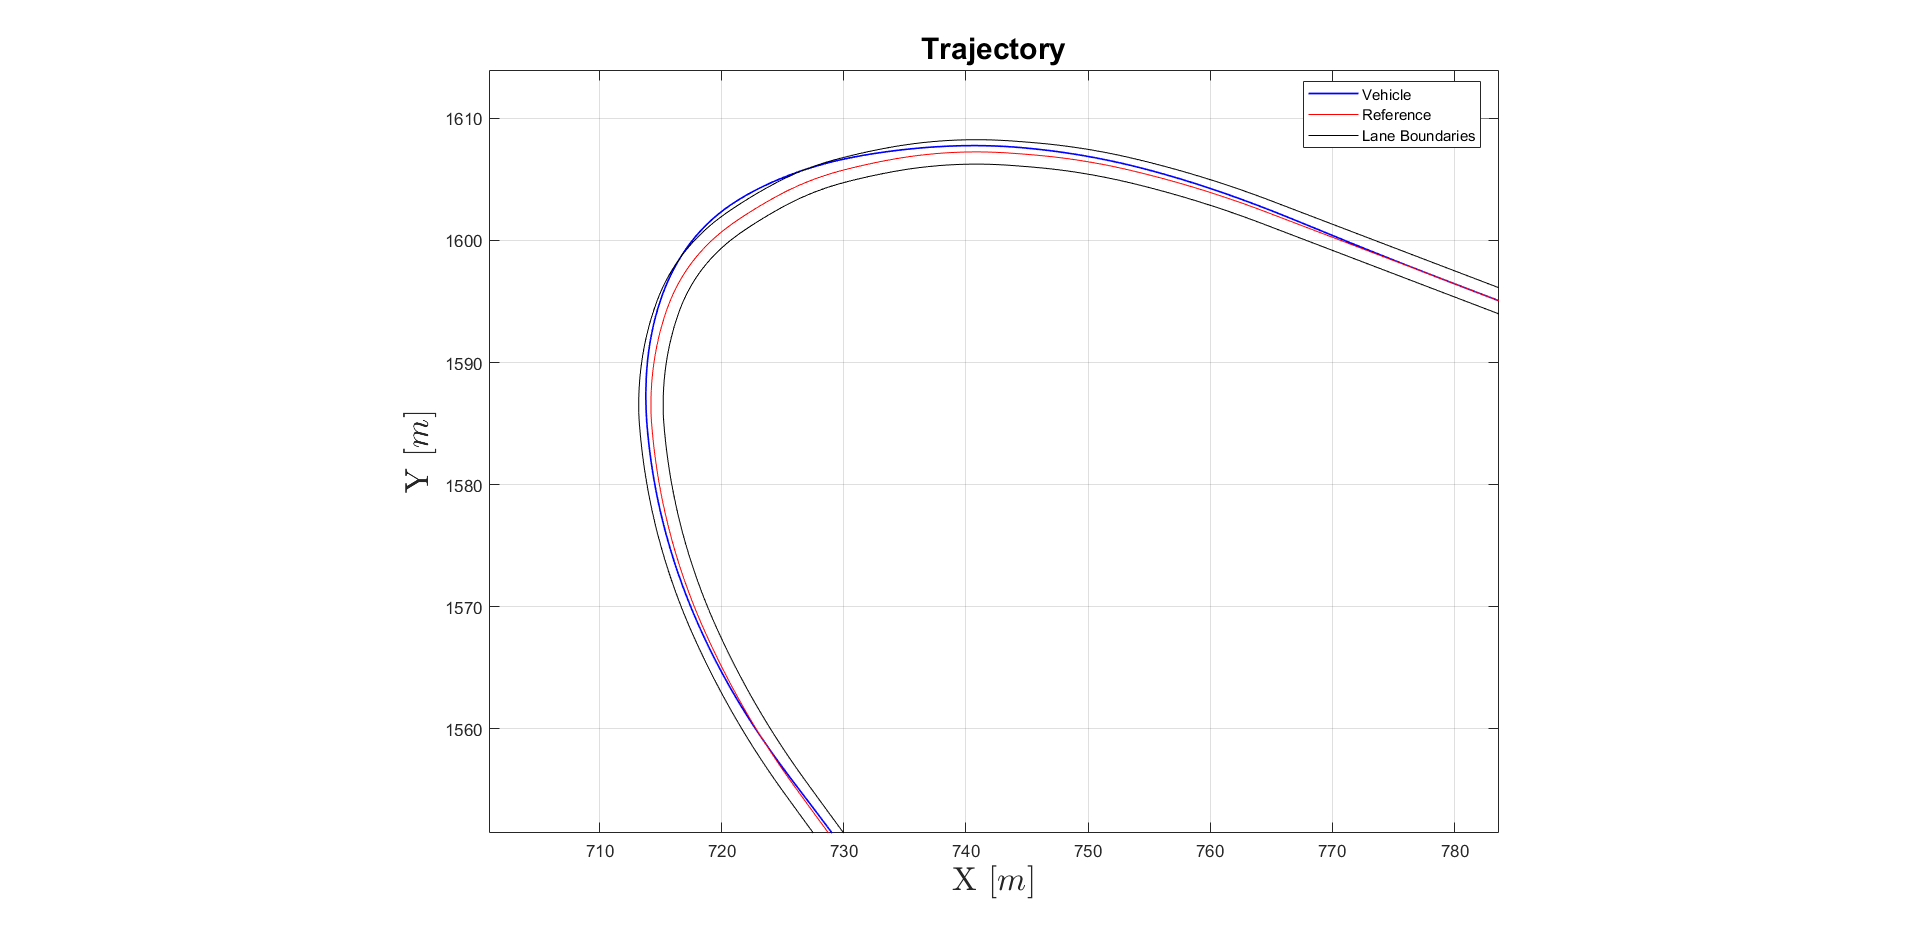 Trajectory
Vehicle
Reference
Lane Boundaries
1610
1600
1590
1580
1570
1560
Y [m]
710 720 730 740 750 760 770 780
X [m]